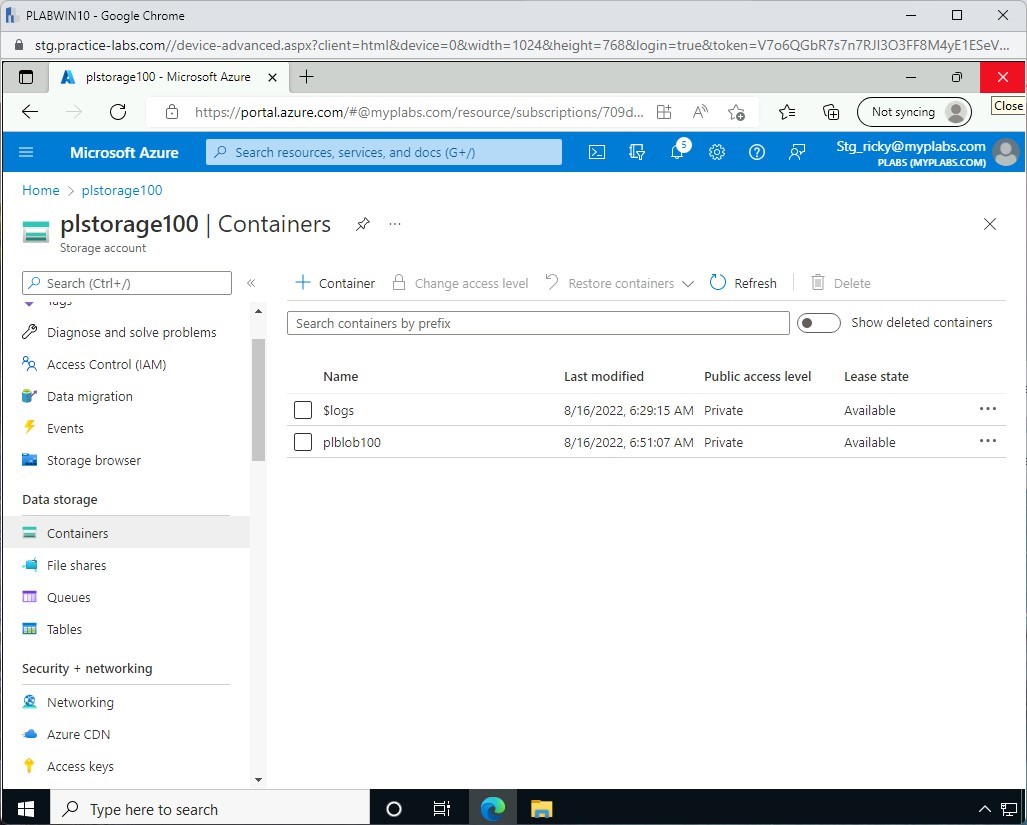 PLABWIN10 - Google Chrome
stg.practice-labs.com//device-advanced.aspx?client=html&device=0&width=1024&height=768&login=true&token=V7o6QGbR7s7n7RJI3O3FF8M4yE1ESeV...
plstorage100 - Microsoft Azure
https://portal.azure.com/#@myplabs.com/resource/subscriptions/709d...
Not syncing
Close
Microsoft Azure
Search resources, services, and docs (G+/)
5
Stg_ricky@myplabs.com
PLABS (MYPLABS.COM)
Home > plstorage100
plstorage100 | Containers
...
Storage account
Search (Ctrl+/)
«
Container
Change access level
Restore containers
Refresh
Delete
Tags
Search containers by prefix
Show deleted containers
Diagnose and solve problems
Access Control (IAM)
Data migration
Events
Storage browser
Data storage
Containers
File shares
Queues
Tables
Security + networking
Networking
Azure CDN
Access keys
Name Last modified Public access level Lease state
$logs 8/16/2022, 6:29:15 AM Private Available ...
plblob100 8/16/2022, 6:51:07 AM Private Available ...
Type here to search